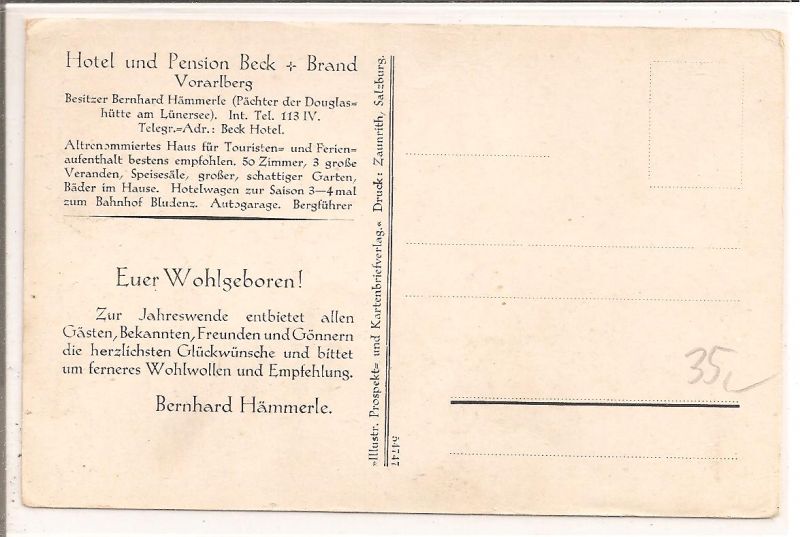 Hotel und Pension Beck + Brand
Vorarlberg
Besitzer Bernhard Hämmerle (Pächter der Douglas=
hütte am Lünersee). Int. Tel. 113 IV.
Telegr.=Adr.: Beck Hotel.
Altrenommiertes Haus für Touristen= und Ferien=
aufenthalt bestens empfohlen. 50 Zimmer, 3 große
Veranden, Speisesäle, großer, schattiger Garten,
Bäder im Hause. Hotelwagen zur Saison 3—4 mal
zum Bahnhof Bludenz. Autogarage. Bergführer
Euer Wohlgeboren!
Zur Jahreswende entbietet allen
Gästen, Bekannten, Freunden und Gönnern
die herzlichsten Glückwünsche und bittet
um ferneres Wohlwollen und Empfehlung.
Bernhard Hämmerle.
»Illustr. Prospekt= und Kartenbriefverlag.« Druck: Zaunrith, Salzburg.
54747
35